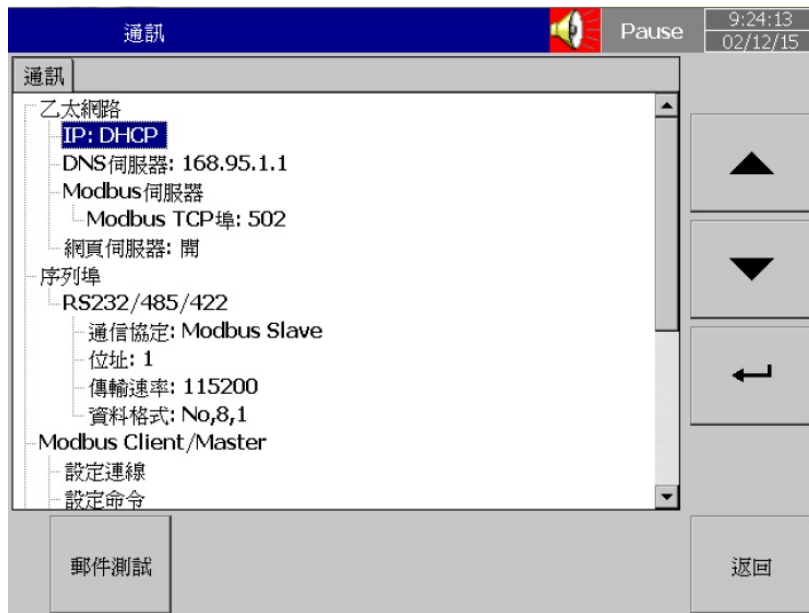 通訊
Pause
9:24:13
02/12/15
通訊
乙太網路
IP: DHCP
DNS伺服器: 168.95.1.1
Modbus伺服器
Modbus TCP埠: 502
網頁伺服器: 開
序列埠
RS232/485/422
通信協定: Modbus Slave
位址: 1
傳輸速率: 115200
資料格式: No,8,1
Modbus Client/Master
設定連線
設定命令
郵件測試
返回